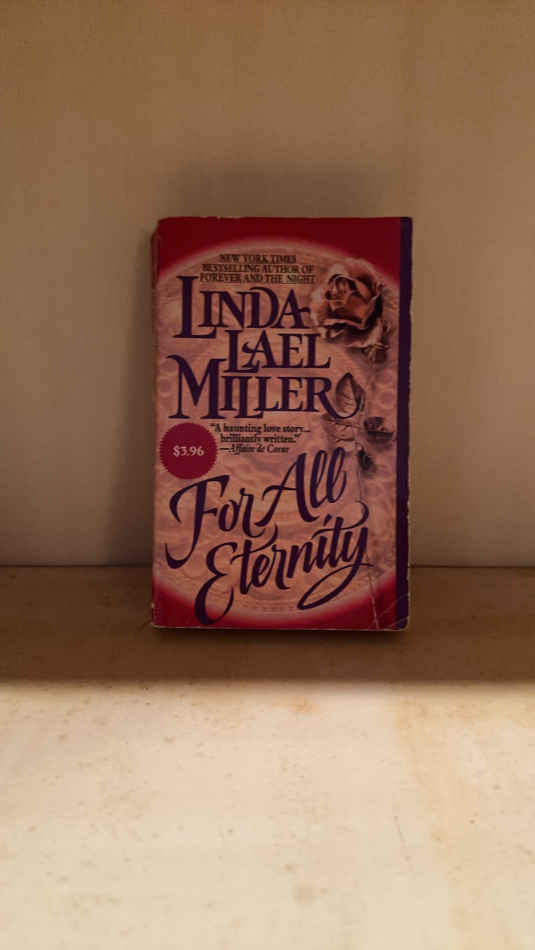 NEW YORK TIMES
BESTSELLING AUTHOR OF
FOREVER AND THE NIGHT
LINDA
LAEL
MILLER
"A haunting love story...
brilliantly written."
—Affaire de Coeur
$3.96
For All
Eternity